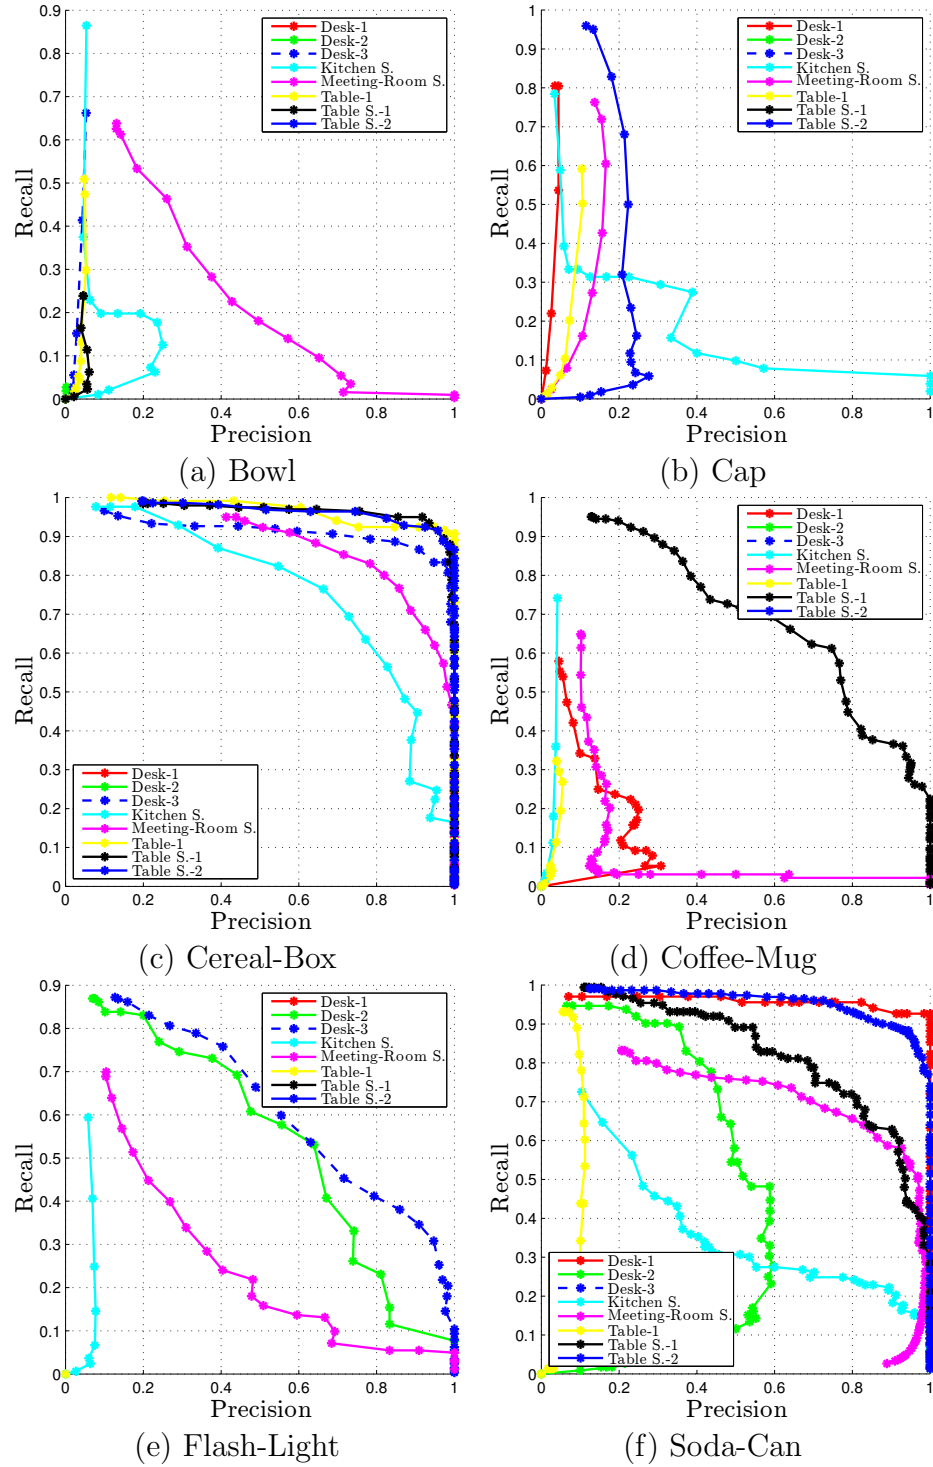 0.9
0.8
0.7
0.6
0.5
0.4
0.3
0.2
0.1
0
Recall
Desk-1
Desk-2
Desk-3
Kitchen S.
Meeting-Room S.
Table-1
Table S.-1
Table S.-2
0 0.2 0.4 0.6 0.8 1
Precision
(a) Bowl
1
0.9
0.8
0.7
0.6
0.5
0.4
0.3
0.2
0.1
0
Recall
Desk-1
Desk-2
Desk-3
Kitchen S.
Meeting-Room S.
Table-1
Table S.-1
Table S.-2
0 0.2 0.4 0.6 0.8 1
Precision
(b) Cap
1
0.9
0.8
0.7
0.6
0.5
0.4
0.3
0.2
0.1
0
Recall
Desk-1
Desk-2
Desk-3
Kitchen S.
Meeting-Room S.
Table-1
Table S.-1
Table S.-2
0 0.2 0.4 0.6 0.8 1
Precision
(c) Cereal-Box
1
0.9
0.8
0.7
0.6
0.5
0.4
0.3
0.2
0.1
0
Recall
Desk-1
Desk-2
Desk-3
Kitchen S.
Meeting-Room S.
Table-1
Table S.-1
Table S.-2
0 0.2 0.4 0.6 0.8 1
Precision
(d) Coffee-Mug
0.9
0.8
0.7
0.6
0.5
0.4
0.3
0.2
0.1
0
Recall
Desk-1
Desk-2
Desk-3
Kitchen S.
Meeting-Room S.
Table-1
Table S.-1
Table S.-2
0 0.2 0.4 0.6 0.8 1
Precision
(e) Flash-Light
1
0.9
0.8
0.7
0.6
0.5
0.4
0.3
0.2
0.1
0
Recall
Desk-1
Desk-2
Desk-3
Kitchen S.
Meeting-Room S.
Table-1
Table S.-1
Table S.-2
0 0.2 0.4 0.6 0.8 1
Precision
(f) Soda-Can